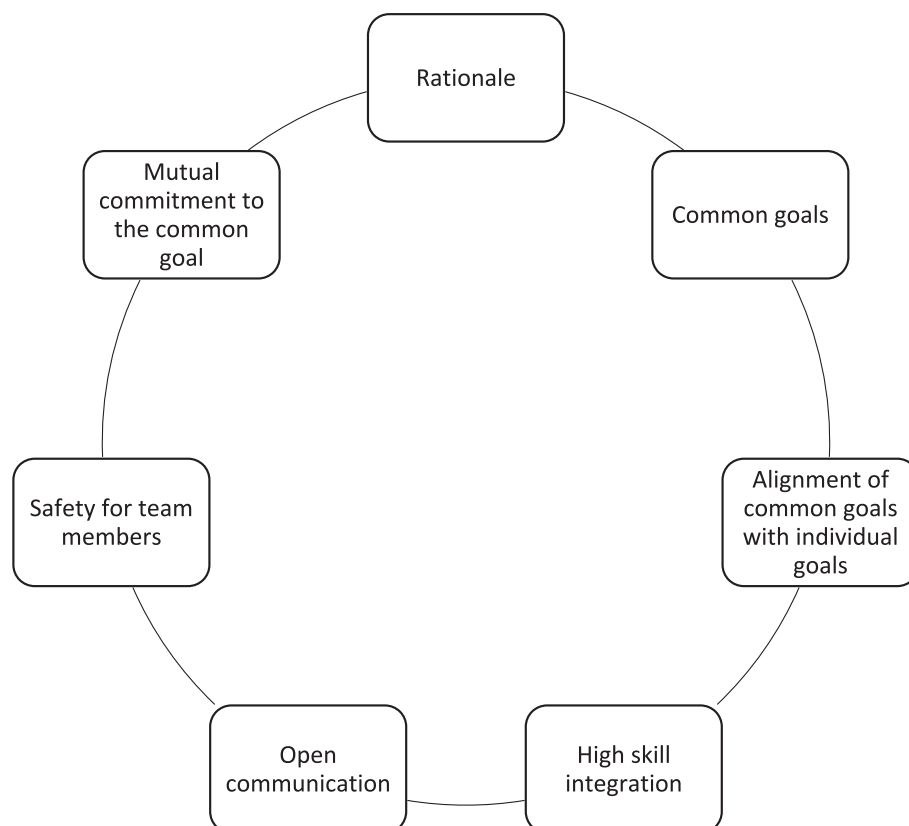 Rationale
Common goals
Alignment of
common goals
with individual
goals
High skill
integration
Open
communication
Safety for team
members
Mutual
commitment to
the common
goal